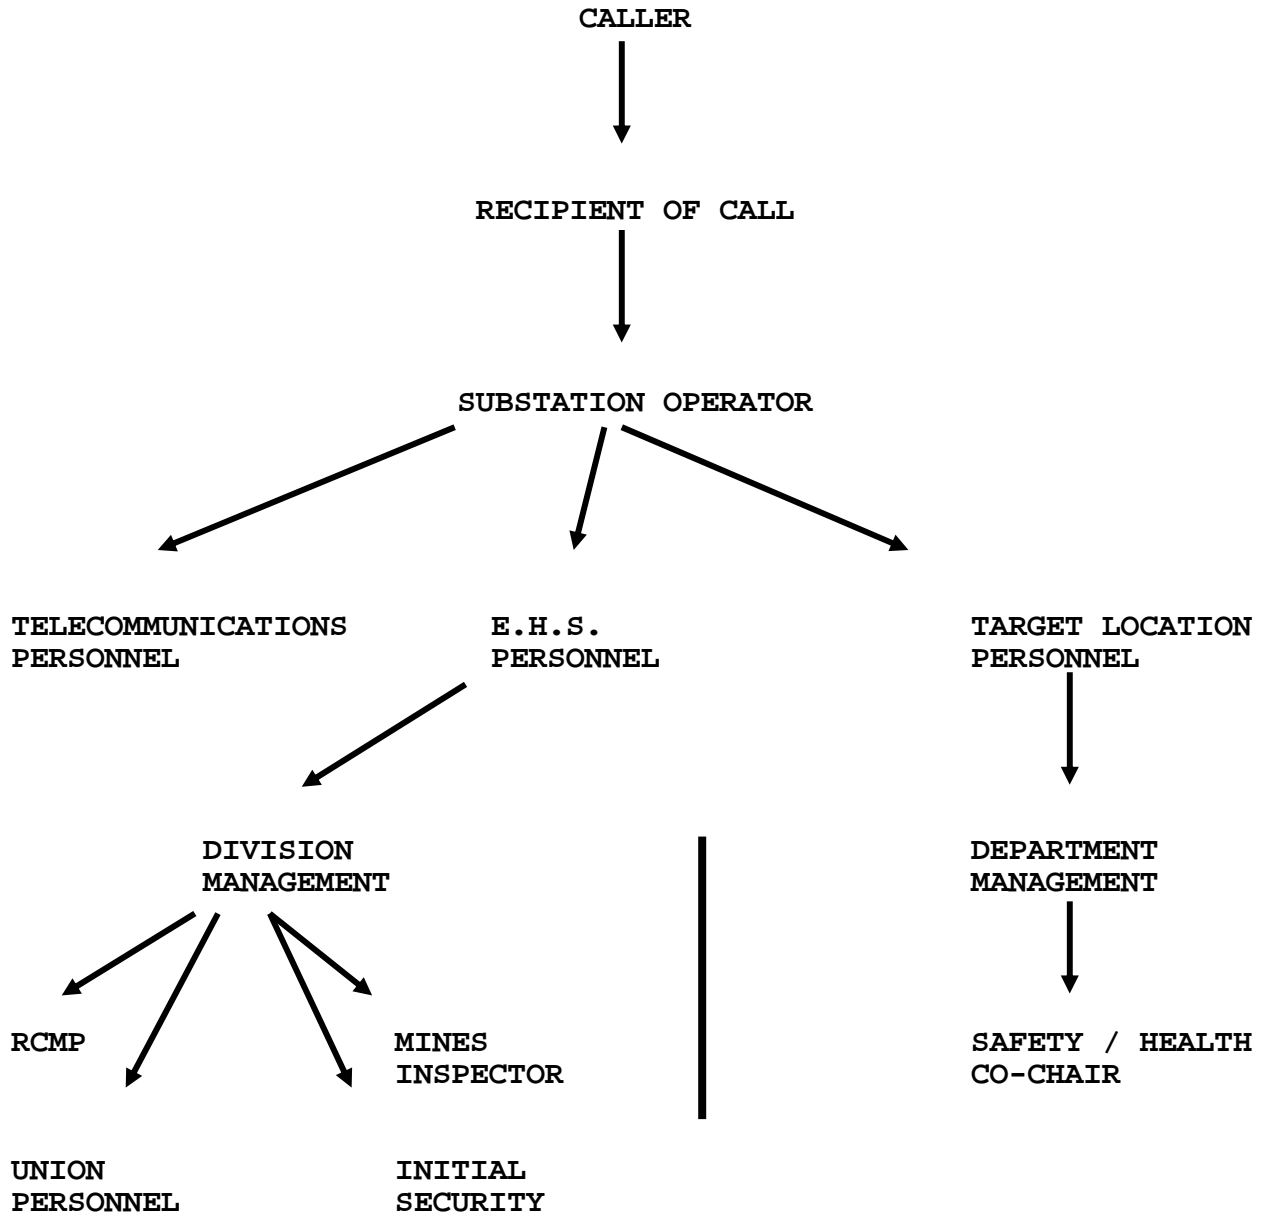 CALLER
RECIPIENT OF CALL
SUBSTATION OPERATOR
TELECOMMUNICATIONS
PERSONNEL
E.H.S.
PERSONNEL
TARGET LOCATION
PERSONNEL
DIVISION
MANAGEMENT
DEPARTMENT
MANAGEMENT
RCMP
MINES
INSPECTOR
SAFETY / HEALTH
CO-CHAIR
UNION
PERSONNEL
INITIAL
SECURITY